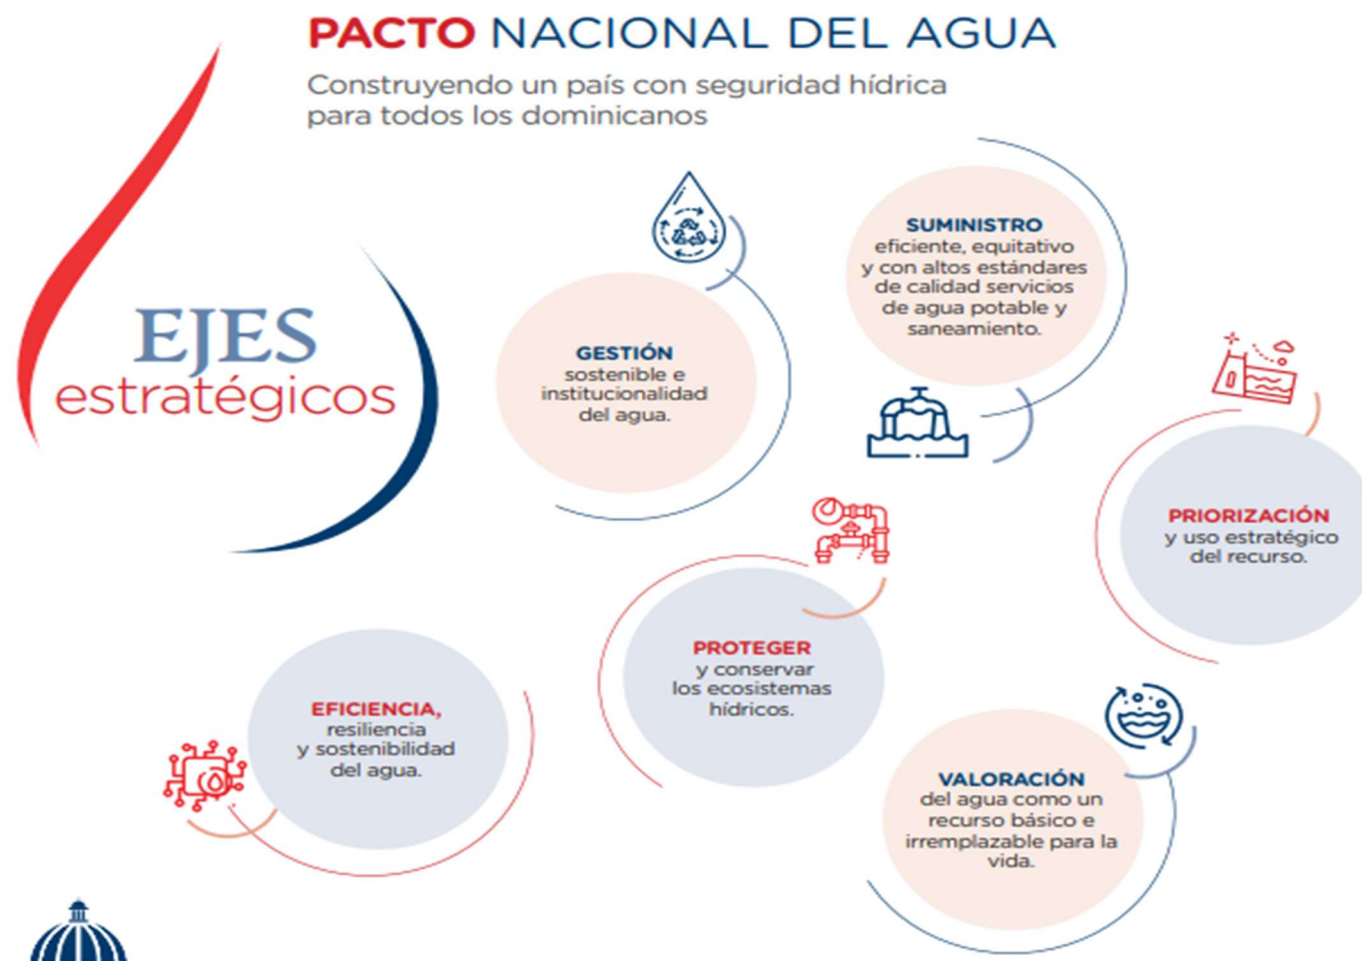 PACTO NACIONAL DEL AGUA
Construyendo un país con seguridad hídrica
para todos los dominicanos
EJES
estratégicos
GESTIÓN
sostenible e
institucionalidad
del agua.
SUMINISTRO
eficiente, equitativo
y con altos estándares
de calidad servicios
de agua potable y
saneamiento.
PRIORIZACIÓN
y uso estratégico
del recurso.
PROTEGER
y conservar
los ecosistemas
hídricos.
EFICIENCIA,
resiliencia
y sostenibilidad
del agua.
VALORACIÓN
del agua como un
recurso básico e
irremplazable para la
vida.